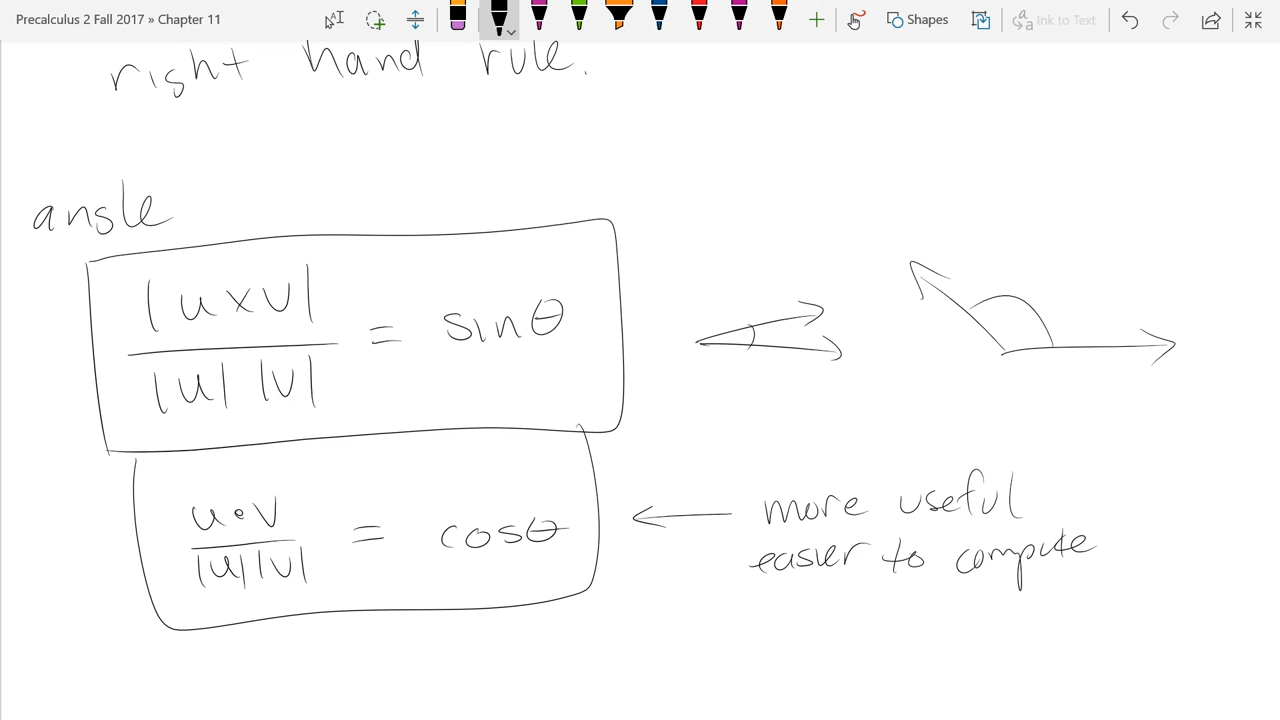 Precalculus 2 Fall 2017 » Chapter 11
Shapes
Ink to Text
right hand rule.
angle
|u×v|
|u| |v|
= sinθ
u•v
|u| |v|
= cosθ
← more useful
easier to compute